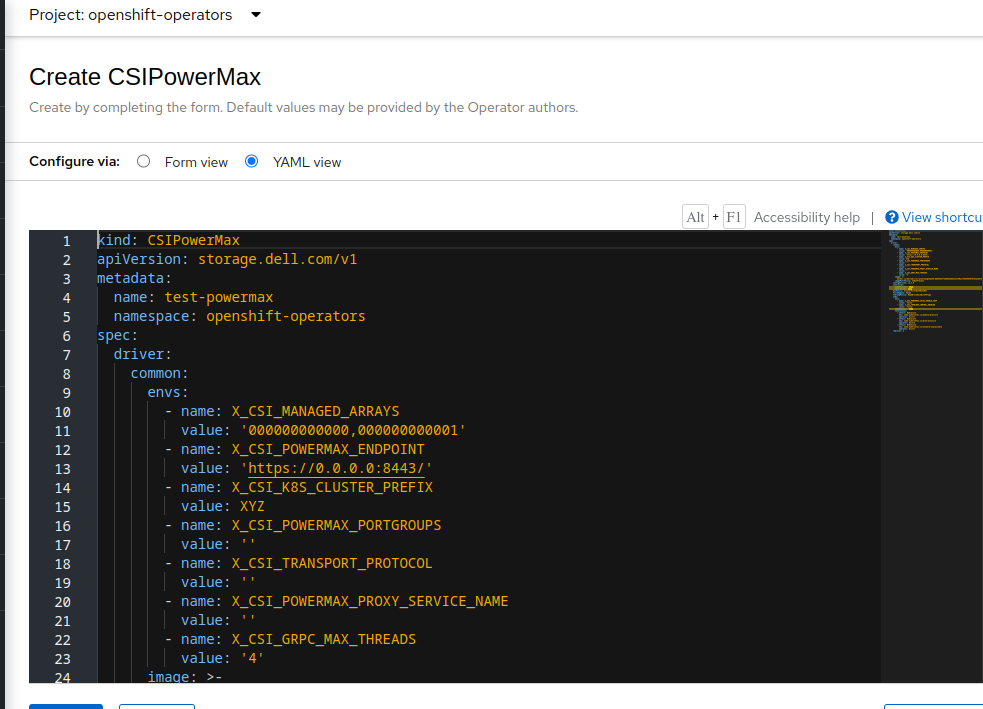 Project: openshift-operators
Create CSIPowerMax
Create by completing the form. Default values may be provided by the Operator authors.
Configure via: Form view YAML view
Alt + F1 Accessibility help | View shortcu
1 kind: CSIPowerMax
2 apiVersion: storage.dell.com/v1
3 metadata:
4 name: test-powermax
5 namespace: openshift-operators
6 spec:
7 driver:
8 common:
9 envs:
10 - name: X_CSI_MANAGED_ARRAYS
11 value: '000000000000,000000000001'
12 - name: X_CSI_POWERMAX_ENDPOINT
13 value: 'https://0.0.0.0:8443/'
14 - name: X_CSI_K8S_CLUSTER_PREFIX
15 value: XYZ
16 - name: X_CSI_POWERMAX_PORTGROUPS
17 value: ''
18 - name: X_CSI_TRANSPORT_PROTOCOL
19 value: ''
20 - name: X_CSI_POWERMAX_PROXY_SERVICE_NAME
21 value: ''
22 - name: X_CSI_GRPC_MAX_THREADS
23 value: '4'
24 image: >-